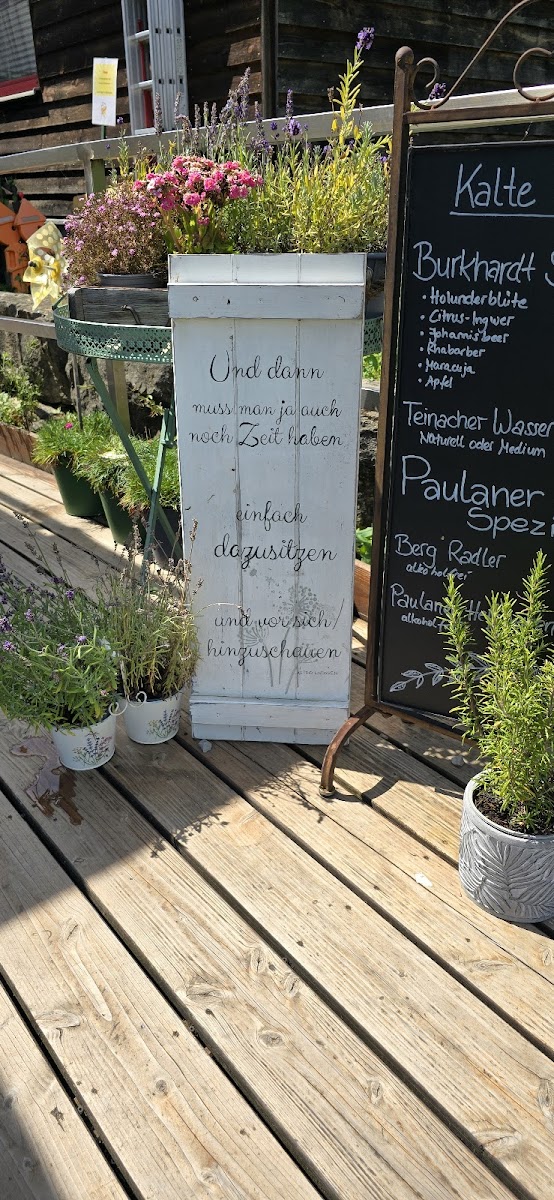 Und dann
muss man ja auch
noch Zeit haben
einfach
dazusitzen
und vor sich
hinzuschauen
Kalte
Burkhardt
• Holunderblüte
• Citrus-Ingwer
• Johannisbeer
• Rhabarber
• Maracuja
• Apfel
Teinacher Wasser
Naturell oder Medium
Paulaner
Spezi
Berg Radler
alkoholfrei